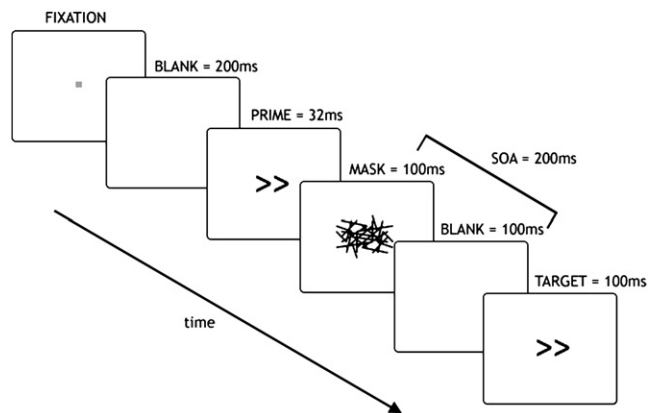 FIXATION
BLANK = 200ms
PRIME = 32ms
>>
MASK = 100ms
SOA = 200ms
BLANK = 100ms
TARGET = 100ms
>>
time